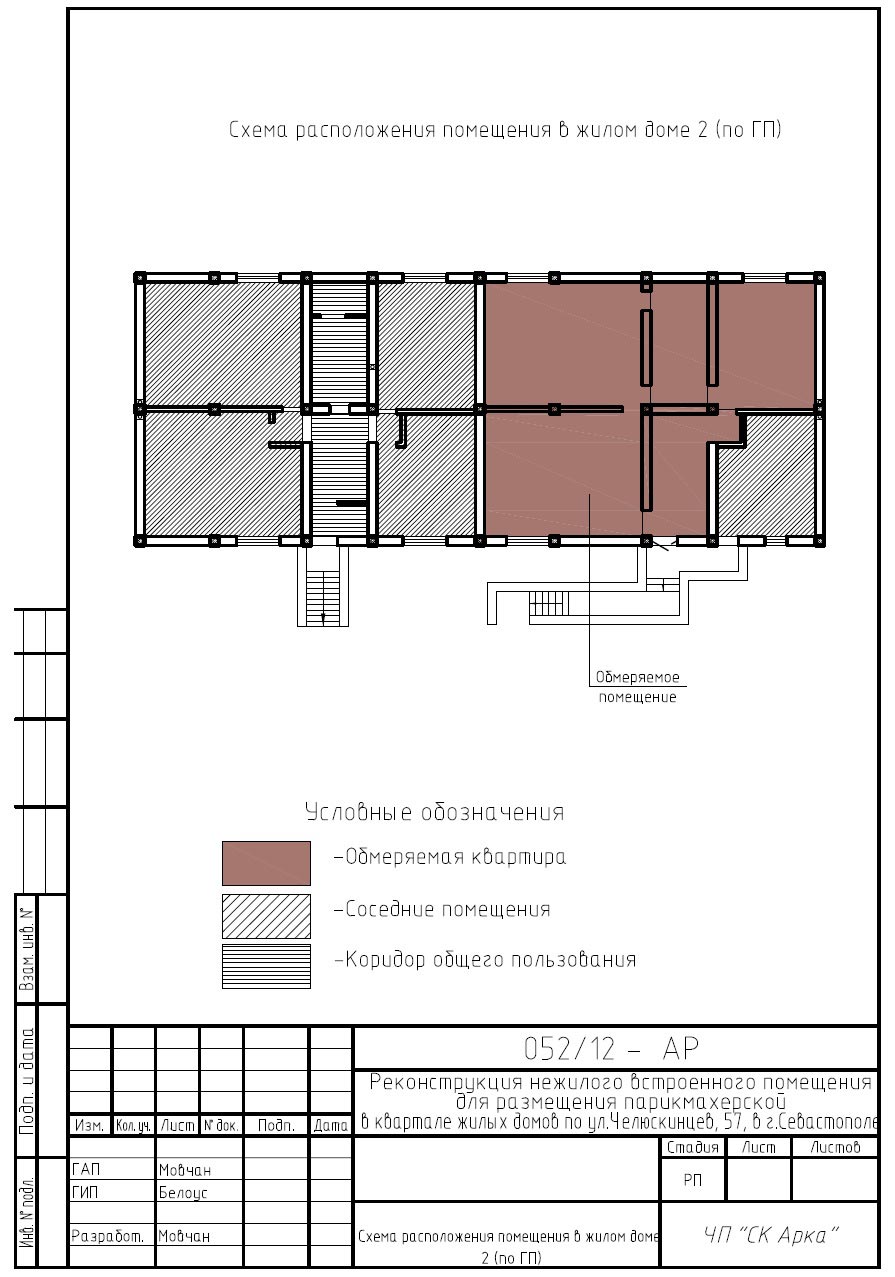 Схема расположения помещения в жилом доме 2 (по ГП)
Обмеряемое
помещение
Условные обозначения
-Обмеряемая квартира
-Соседние помещения
-Коридор общего пользования
Взам. инв. N°
Подп. и дата
Инв. N° подл.
052/12 - АР
Реконструкция нежилого встроенного помещения
для размещения парикмахерской
в квартале жилых домов по ул.Челюскинцев, 57, в г.Севастополе
Изм. Кол. уч. Лист N° док. Подп. Дата
Стадия Лист Листов
РП
ГАП Мовчан
ГИП Белоус
Разработ. Мовчан
Схема расположения помещения в жилом доме
2 (по ГП)
ЧП "СК Арка"